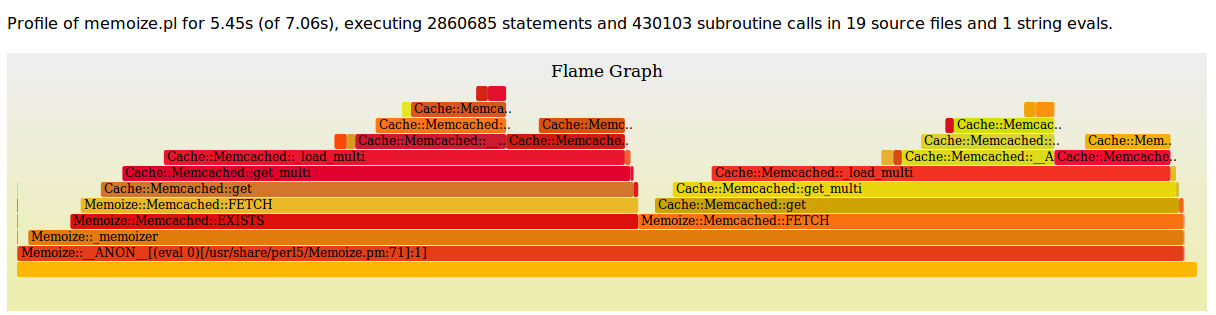 Profile of memoize.pl for 5.45s (of 7.06s), executing 2860685 statements and 430103 subroutine calls in 19 source files and 1 string evals.
Flame Graph
Cache::Memca..
Cache::Memcached:.. Cache::Memc.. Cache::Memcac..
Cache::Memcached::__.. Cache::Memcache.. Cache::Memcached::.. Cache::Mem..
Cache::Memcached::_load_multi Cache::Memcached::__A Cache::Memcache..
Cache::Memcached::get_multi Cache::Memcached::_load_multi
Cache::Memcached::get Cache::Memcached::get_multi
Memoize::Memcached::FETCH Cache::Memcached::get
Memoize::Memcached::EXISTS Memoize::Memcached::FETCH
Memoize::_memoizer
Memoize::__ANON__[(eval 0)[/usr/share/perl5/Memoize.pm:71]:1]